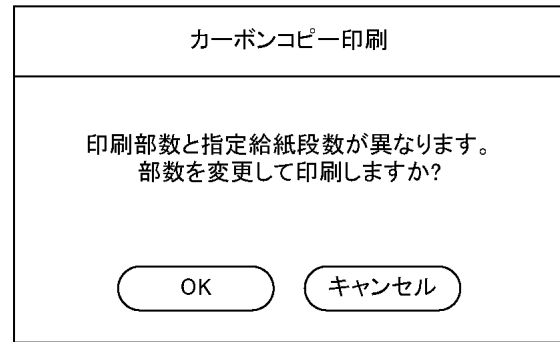 カーボンコピー印刷
印刷部数と指定給紙段数が異なります。
部数を変更して印刷しますか?
OK
キャンセル